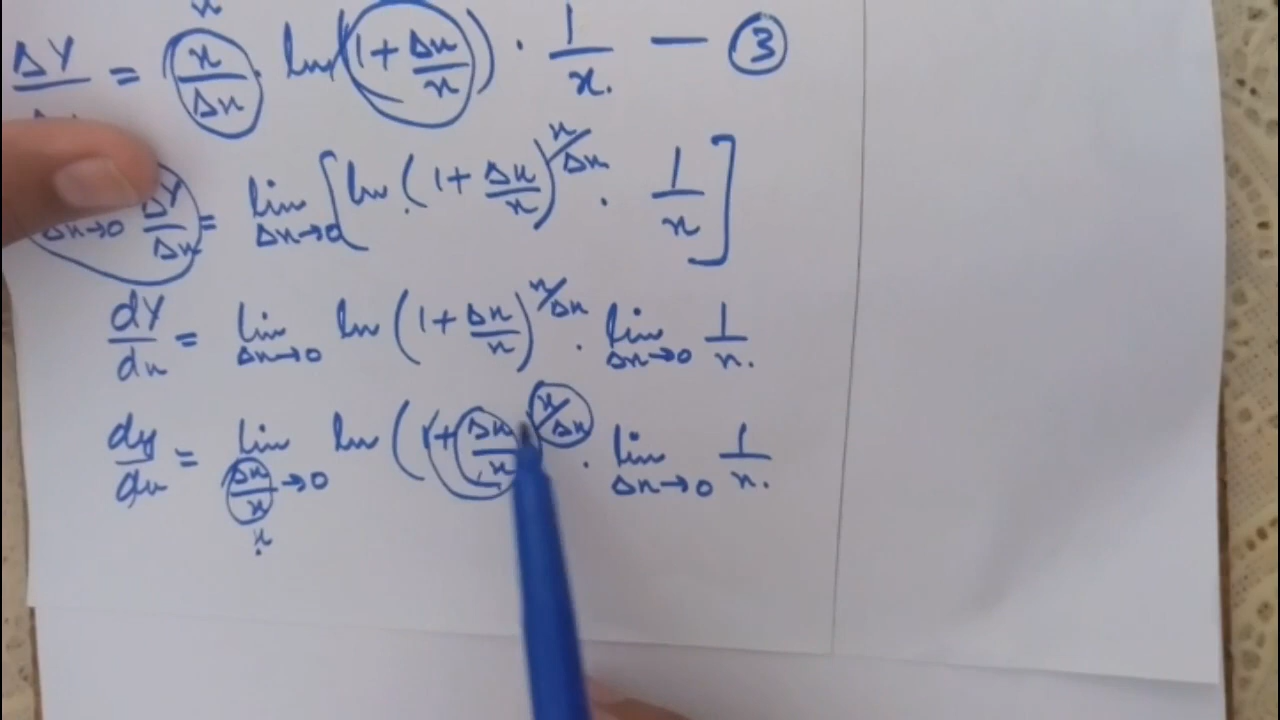 x
ΔY/Δx = x/Δx · ln(1 + Δx/x) · 1/x. — ③
Δx→0 ΔY/Δx = lim Δx→0 [ln(1 + Δx/x)^x/Δx · 1/x]
dY/dx = lim Δx→0 ln(1 + Δx/x)^x/Δx · lim Δx→0 1/x.
dy/dx = lim Δx/x→0 ln(1 + Δx/x)^x/Δx · lim Δx→0 1/x.
x